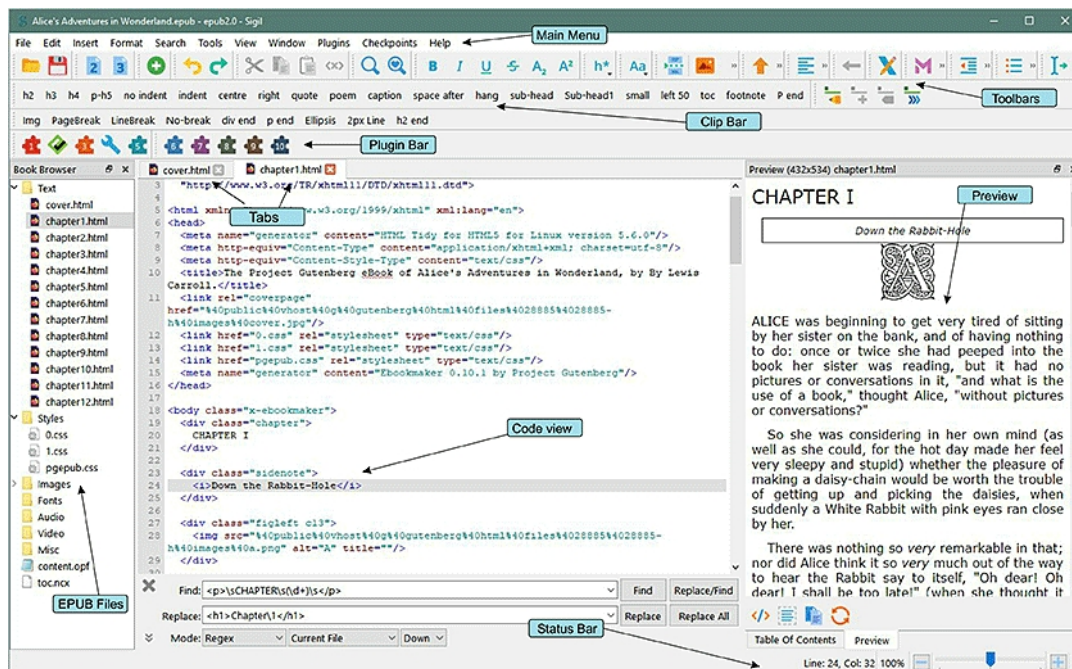 Alice's Adventures in Wonderland.epub - epub2.0 - Sigil
File Edit Insert Format Search Tools View Window Plugins Checkpoints Help
Main Menu
2 3 B I U S A₂ A² h* Aa
h2 h3 h4 p-h5 no indent indent centre right quote poem caption space after hang sub-head Sub-head1 small left 50 toc footnote P end
Toolbars
Img PageBreak LineBreak No-break div end p end Ellipsis 2px Line h2 end
Clip Bar
1 3 5 6 7 8 9 10
Plugin Bar
Book Browser
Text
cover.html
chapter1.html
chapter2.html
chapter3.html
chapter4.html
chapter5.html
chapter6.html
chapter7.html
chapter8.html
chapter9.html
chapter10.html
chapter11.html
chapter12.html
Styles
0.css
1.css
pgepub.css
Images
Fonts
Audio
Video
Misc
content.opf
toc.ncx
EPUB Files
cover.html chapter1.html
Tabs
3 "http://www.w3.org/TR/xhtml11/DTD/xhtml11.dtd">
4
5 <html xmlns="http://www.w3.org/1999/xhtml" xml:lang="en">
6 <head>
7 <meta name="generator" content="HTML Tidy for HTML5 for Linux version 5.6.0"/>
8 <meta http-equiv="Content-Type" content="application/xhtml+xml; charset=utf-8"/>
9 <meta http-equiv="Content-Style-Type" content="text/css"/>
10 <title>The Project Gutenberg eBook of Alice's Adventures in Wonderland, by By Lewis
Carroll.</title>
11 <link rel="coverpage"
href="%40public%40vhost%40g%40gutenberg%40html%40files%4028885%4028885-
h%40images%40cover.jpg"/>
12 <link href="0.css" rel="stylesheet" type="text/css"/>
13 <link href="1.css" rel="stylesheet" type="text/css"/>
14 <link href="pgepub.css" rel="stylesheet" type="text/css"/>
15 <meta name="generator" content="Ebookmaker 0.10.1 by Project Gutenberg"/>
16 </head>
17
18 <body class="x-ebookmaker">
19 <div class="chapter">
20 CHAPTER I
21 </div>
22
23 <div class="sidenote">
24 <i>Down the Rabbit-Hole</i>
25 </div>
26
27 <div class="figleft cl3">
28 <img src="%40public%40vhost%40g%40gutenberg%40html%40files%4028885%4028885-
h%40images%40a.png" alt="A" title=""/>
29 </div>
Code view
Find: <p>\sCHAPTER\s(\d+)\s</p> Find Replace/Find
Replace: <h1>Chapter\1</h1> Replace Replace All
Mode: Regex Current File Down
Preview (432x534) chapter1.html
CHAPTER I
Preview
Down the Rabbit-Hole
A
ALICE was beginning to get very tired of sitting
by her sister on the bank, and of having nothing
to do: once or twice she had peeped into the
book her sister was reading, but it had no
pictures or conversations in it, "and what is the
use of a book," thought Alice, "without pictures
or conversations?"
So she was considering in her own mind (as
well as she could, for the hot day made her feel
very sleepy and stupid) whether the pleasure of
making a daisy-chain would be worth the trouble
of getting up and picking the daisies, when
suddenly a White Rabbit with pink eyes ran close
by her.
There was nothing so very remarkable in that;
nor did Alice think it so very much out of the way
to hear the Rabbit say to itself, "Oh dear! Oh
dear! I shall be too late!" (when she thought it
Table Of Contents Preview
Status Bar
Line: 24, Col: 32 100%